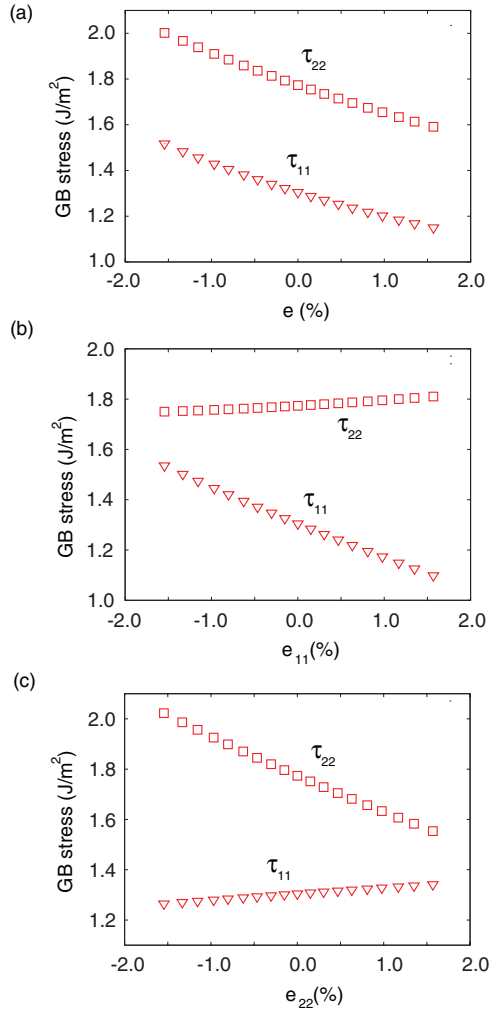 (a)
2.0
1.8
1.6
1.4
1.2
1.0
GB stress (J/m²)
τ₂₂
τ₁₁
-2.0 -1.0 0.0 1.0 2.0
e (%)
(b)
2.0
1.8
1.6
1.4
1.2
1.0
GB stress (J/m²)
τ₂₂
τ₁₁
-2.0 -1.0 0.0 1.0 2.0
e₁₁(%)
(c)
2.0
1.8
1.6
1.4
1.2
GB stress (J/m²)
τ₂₂
τ₁₁
-2.0 -1.0 0.0 1.0 2.0
e₂₂(%)